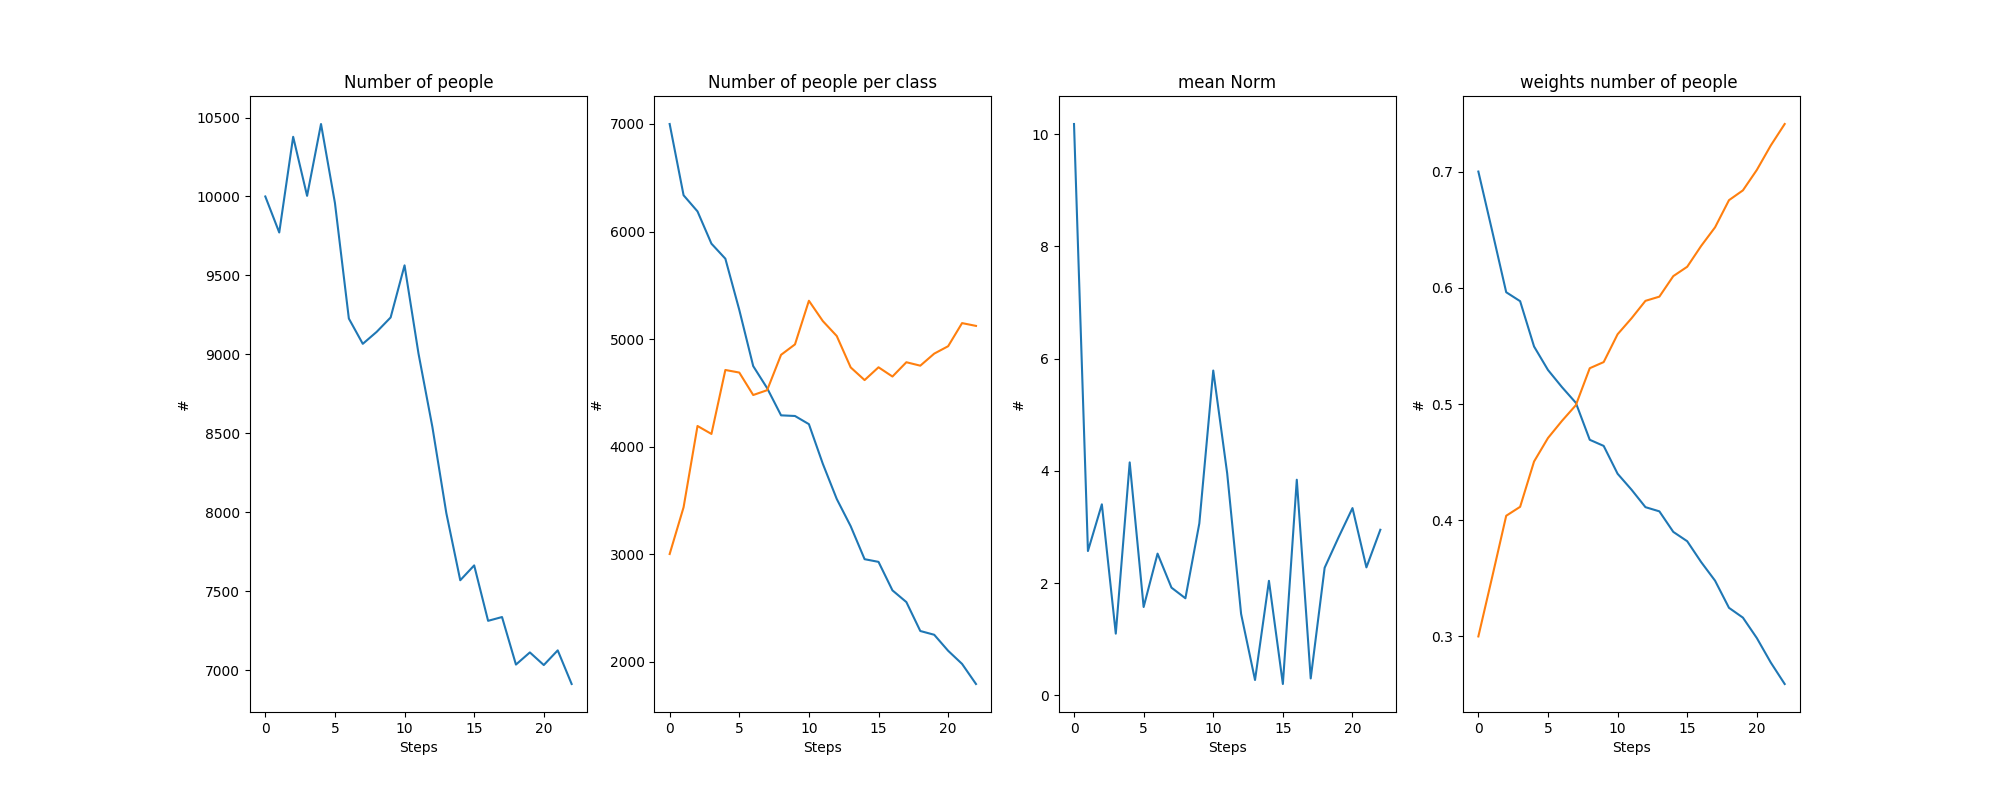 Number of people
10500
10000
9500
9000
8500
8000
7500
7000
#
0 5 10 15 20
Steps
Number of people per class
7000
6000
5000
4000
3000
2000
#
0 5 10 15 20
Steps
mean Norm
10
8
6
4
2
0
#
0 5 10 15 20
Steps
weights number of people
0.7
0.6
0.5
0.4
0.3
#
0 5 10 15 20
Steps